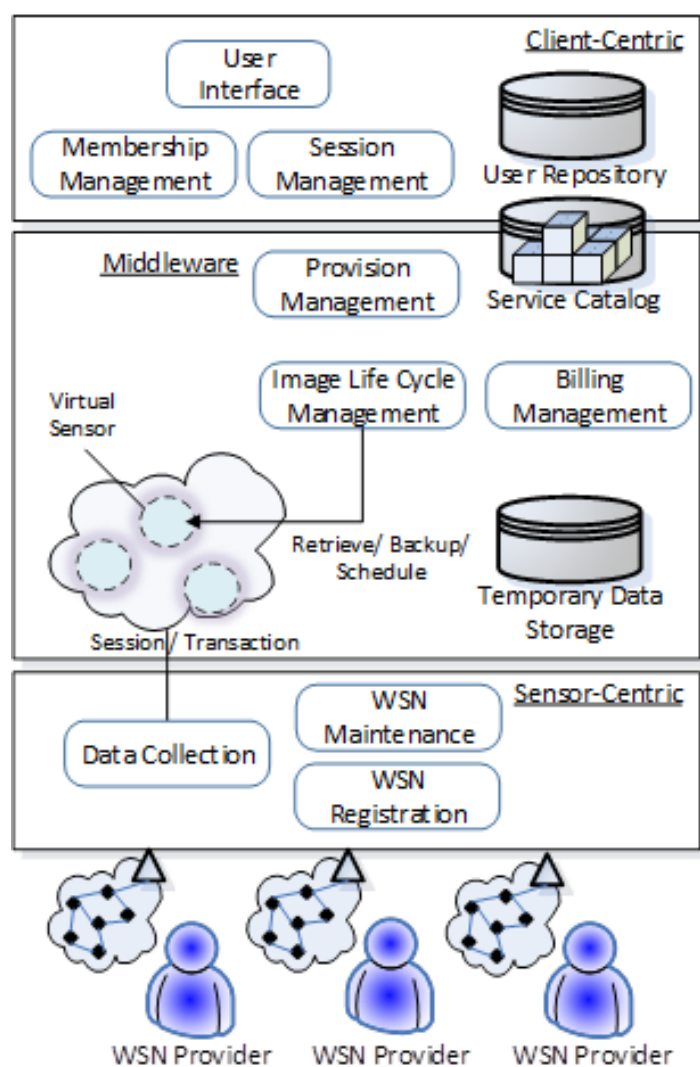 Client-Centric
User
Interface
Membership
Management
Session
Management
User Repository
Middleware
Provision
Management
Service Catalog
Image Life Cycle
Management
Billing
Management
Virtual
Sensor
Retrieve/ Backup/
Schedule
Temporary Data
Storage
Session / Transaction
Sensor-Centric
WSN
Maintenance
Data Collection
WSN
Registration
WSN Provider
WSN Provider
WSN Provider